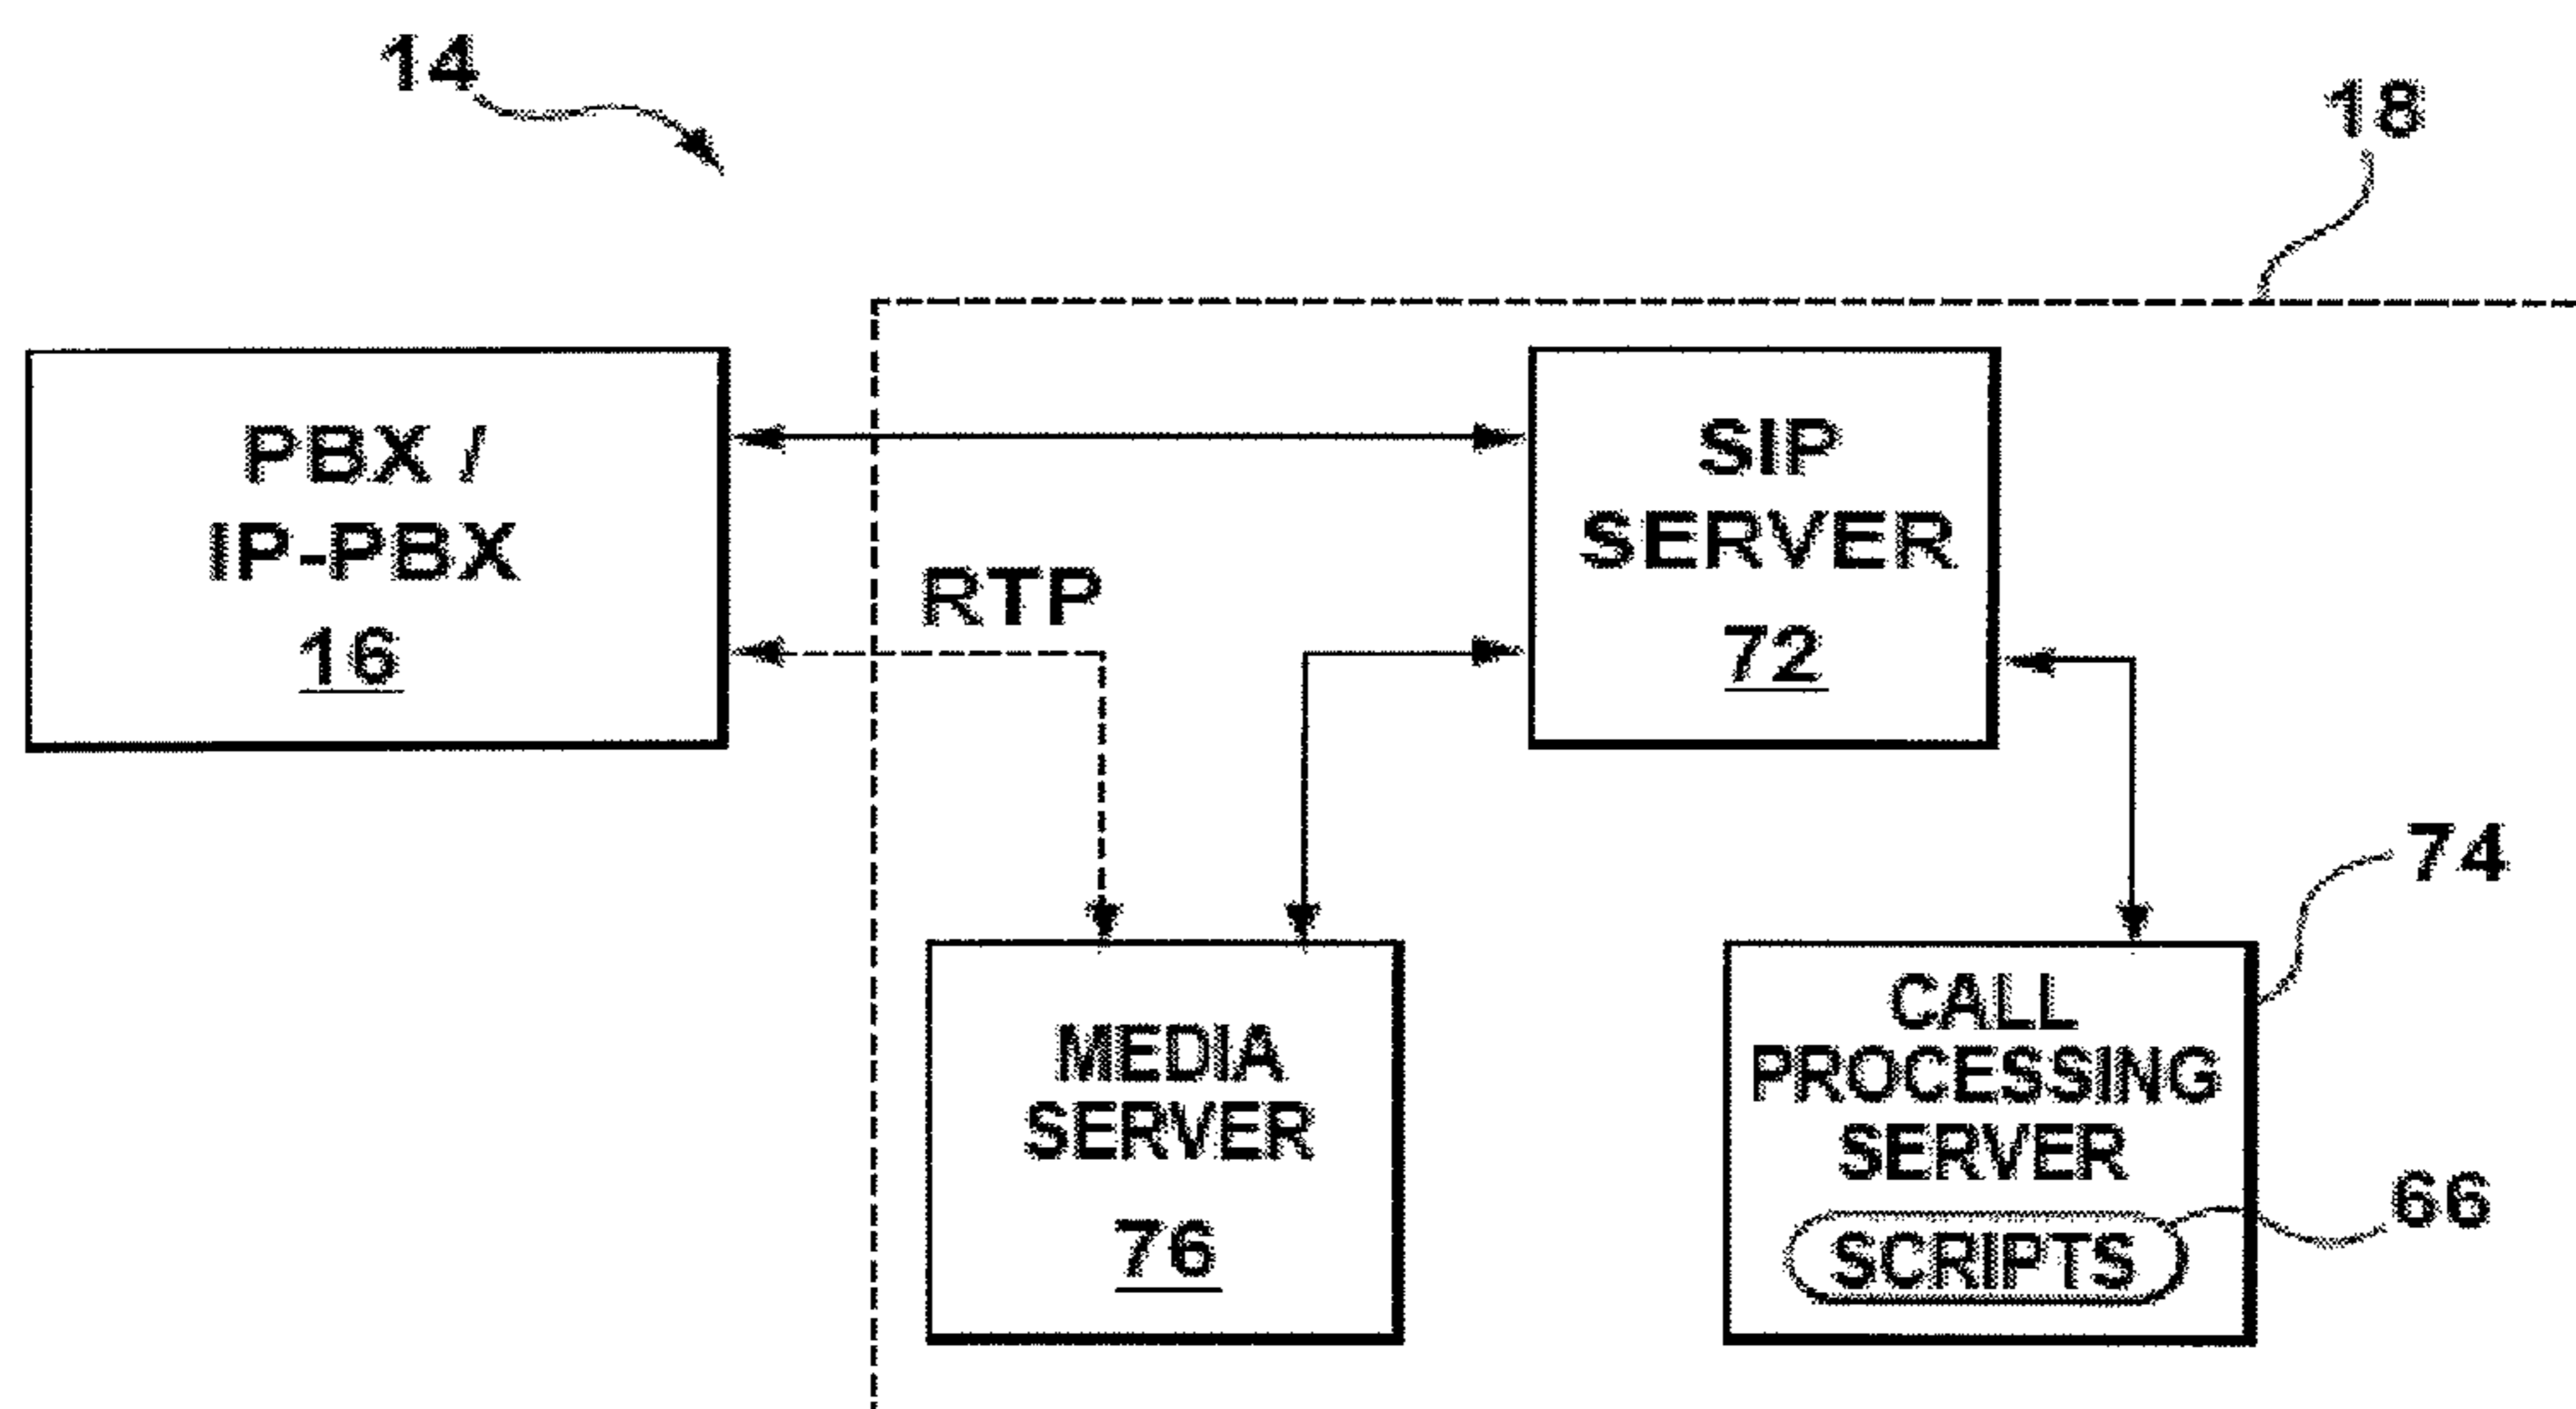 14
18
PBX /
IP-PBX
16
RTP
SIP
SERVER
72
74
MEDIA
SERVER
76
CALL
PROCESSING
SERVER
SCRIPTS
66